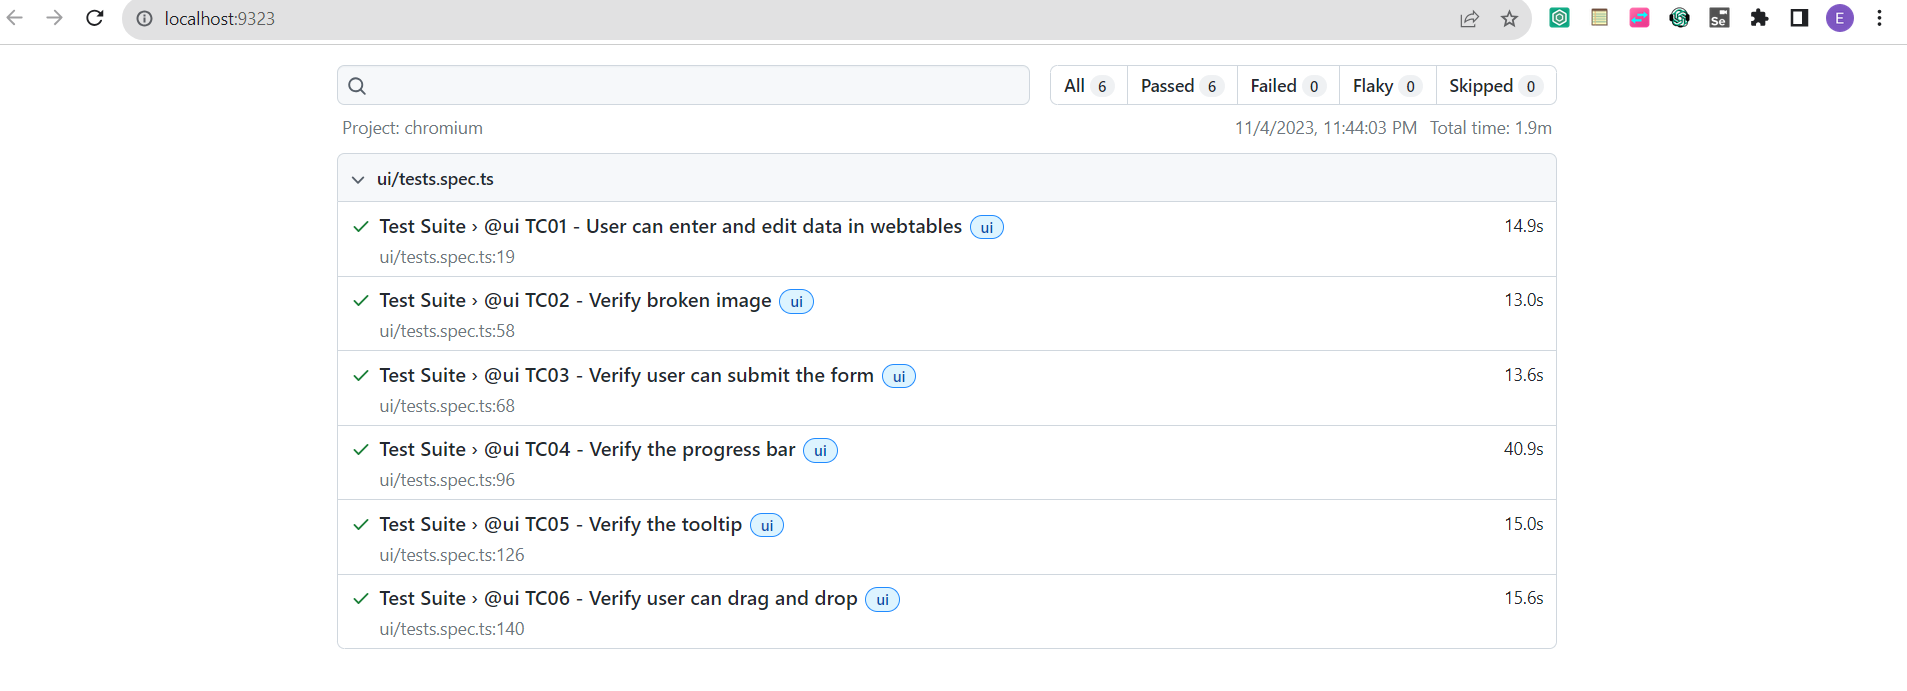 localhost:9323
Se
E
All 6 Passed 6 Failed 0 Flaky 0 Skipped 0
Project: chromium 11/4/2023, 11:44:03 PM Total time: 1.9m
ui/tests.spec.ts
Test Suite › @ui TC01 - User can enter and edit data in webtables ui 14.9s
ui/tests.spec.ts:19
Test Suite › @ui TC02 - Verify broken image ui 13.0s
ui/tests.spec.ts:58
Test Suite › @ui TC03 - Verify user can submit the form ui 13.6s
ui/tests.spec.ts:68
Test Suite › @ui TC04 - Verify the progress bar ui 40.9s
ui/tests.spec.ts:96
Test Suite › @ui TC05 - Verify the tooltip ui 15.0s
ui/tests.spec.ts:126
Test Suite › @ui TC06 - Verify user can drag and drop ui 15.6s
ui/tests.spec.ts:140